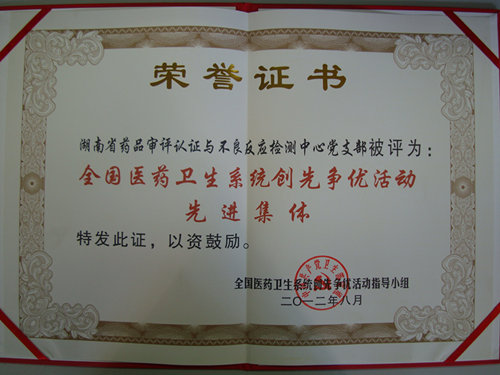 荣誉证书
湖南省药品审评认证与不良反应检测中心党支部被评为：
全国医药卫生系统创先争优活动
先进集体
特发此证，以资鼓励。
全国医药卫生系统创先争优活动指导小组
二〇一二年八月